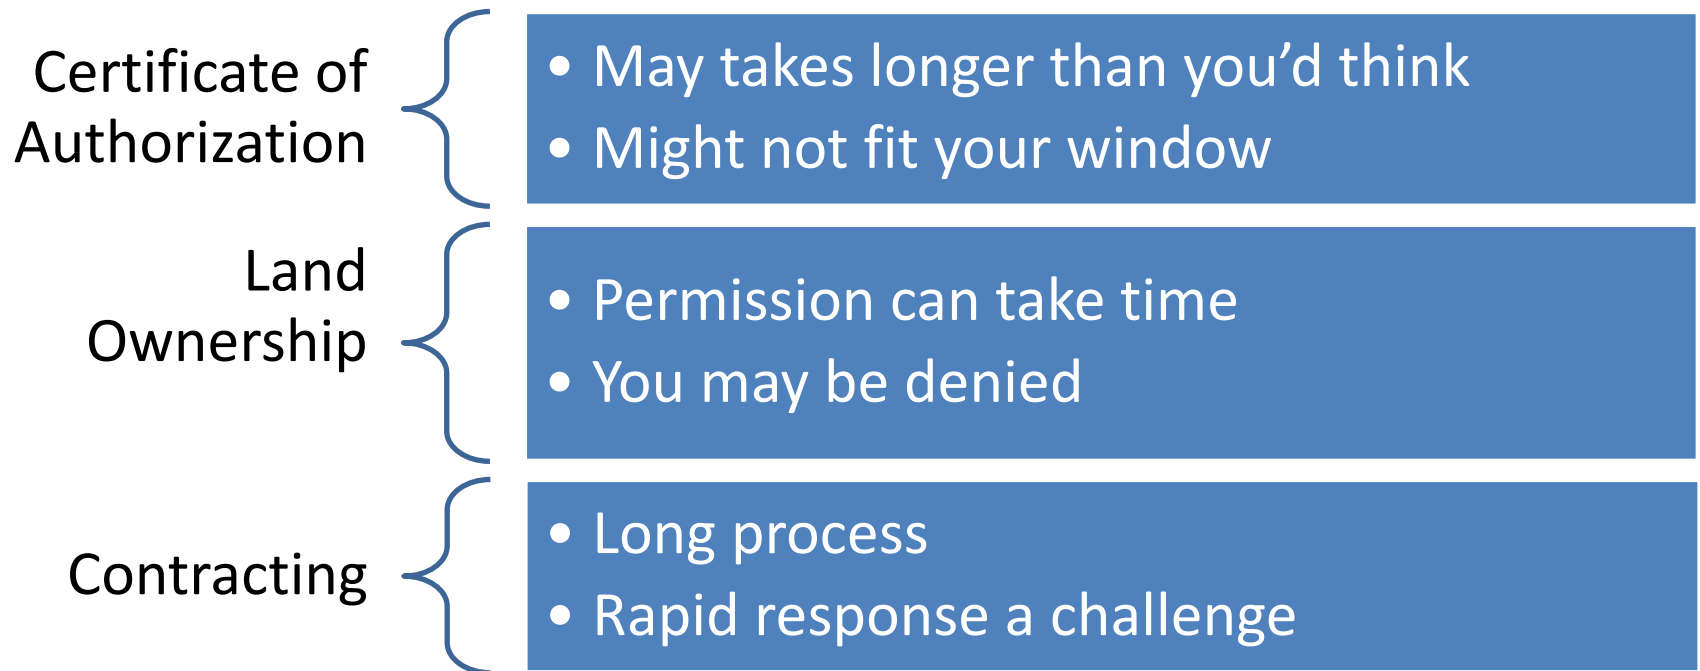 Certificate of
Authorization
• May takes longer than you’d think
• Might not fit your window
Land
Ownership
• Permission can take time
• You may be denied
Contracting
• Long process
• Rapid response a challenge